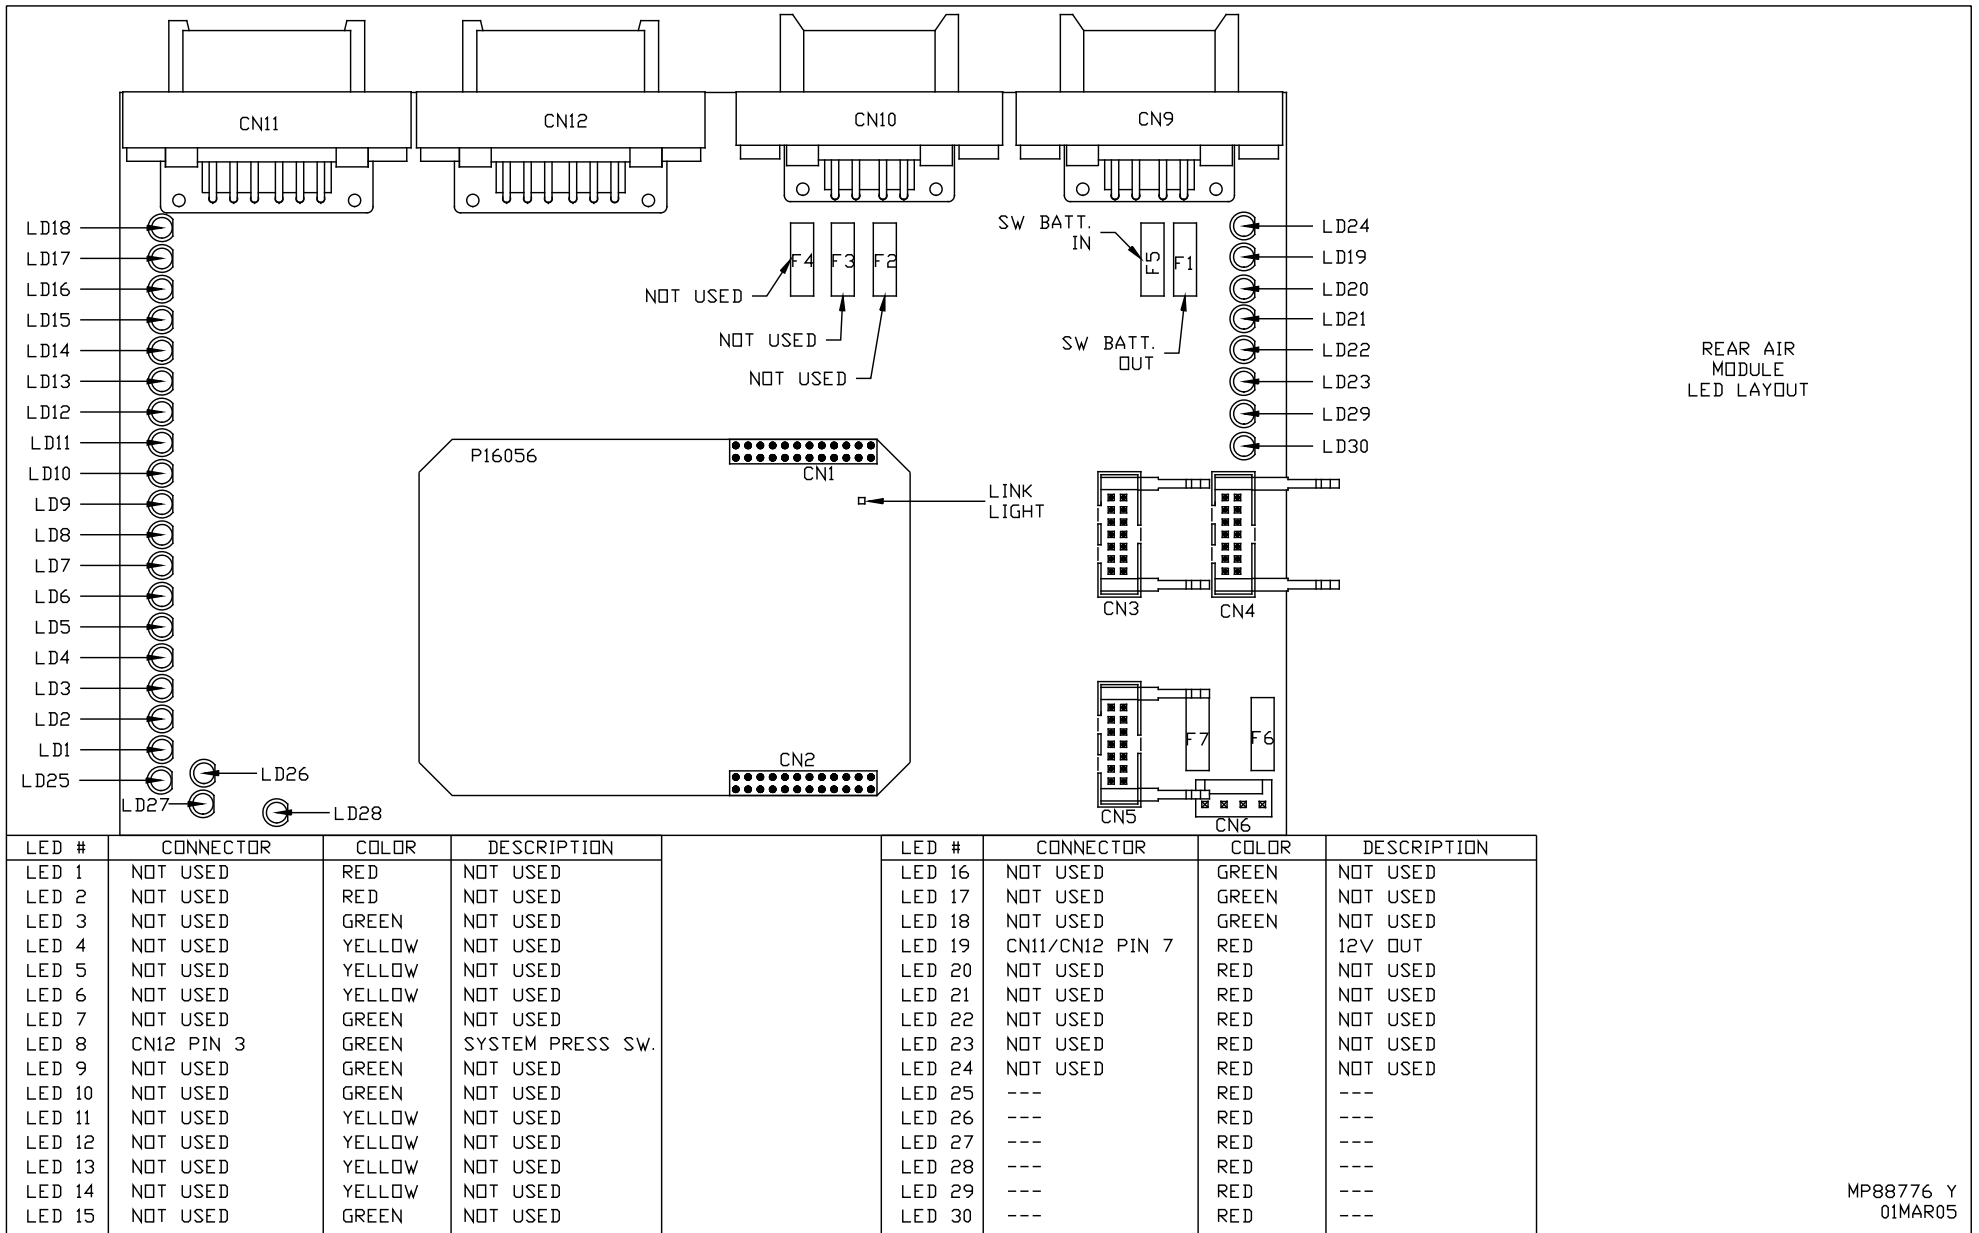 CN11
CN12
CN10
CN9
LD18
LD17
LD16
LD15
LD14
LD13
LD12
LD11
LD10
LD9
LD8
LD7
LD6
LD5
LD4
LD3
LD2
LD1
LD25
LD26
LD27
LD28
F4
F3
F2
NOT USED
NOT USED
NOT USED
SW BATT.
IN
F5
F1
SW BATT.
OUT
LD24
LD19
LD20
LD21
LD22
LD23
LD29
LD30
REAR AIR
MODULE
LED LAYOUT
P16056
CN1
LINK
LIGHT
CN2
CN3
CN4
F7
F6
CN5
CN6
LED # CONNECTOR COLOR DESCRIPTION
LED 1 NOT USED RED NOT USED
LED 2 NOT USED RED NOT USED
LED 3 NOT USED GREEN NOT USED
LED 4 NOT USED YELLOW NOT USED
LED 5 NOT USED YELLOW NOT USED
LED 6 NOT USED YELLOW NOT USED
LED 7 NOT USED GREEN NOT USED
LED 8 CN12 PIN 3 GREEN SYSTEM PRESS SW.
LED 9 NOT USED GREEN NOT USED
LED 10 NOT USED GREEN NOT USED
LED 11 NOT USED YELLOW NOT USED
LED 12 NOT USED YELLOW NOT USED
LED 13 NOT USED YELLOW NOT USED
LED 14 NOT USED YELLOW NOT USED
LED 15 NOT USED GREEN NOT USED
LED # CONNECTOR COLOR DESCRIPTION
LED 16 NOT USED GREEN NOT USED
LED 17 NOT USED GREEN NOT USED
LED 18 NOT USED GREEN NOT USED
LED 19 CN11/CN12 PIN 7 RED 12V OUT
LED 20 NOT USED RED NOT USED
LED 21 NOT USED RED NOT USED
LED 22 NOT USED RED NOT USED
LED 23 NOT USED RED NOT USED
LED 24 NOT USED RED NOT USED
LED 25 --- RED ---
LED 26 --- RED ---
LED 27 --- RED ---
LED 28 --- RED ---
LED 29 --- RED ---
LED 30 --- RED ---
MP88776 Y
01MAR05